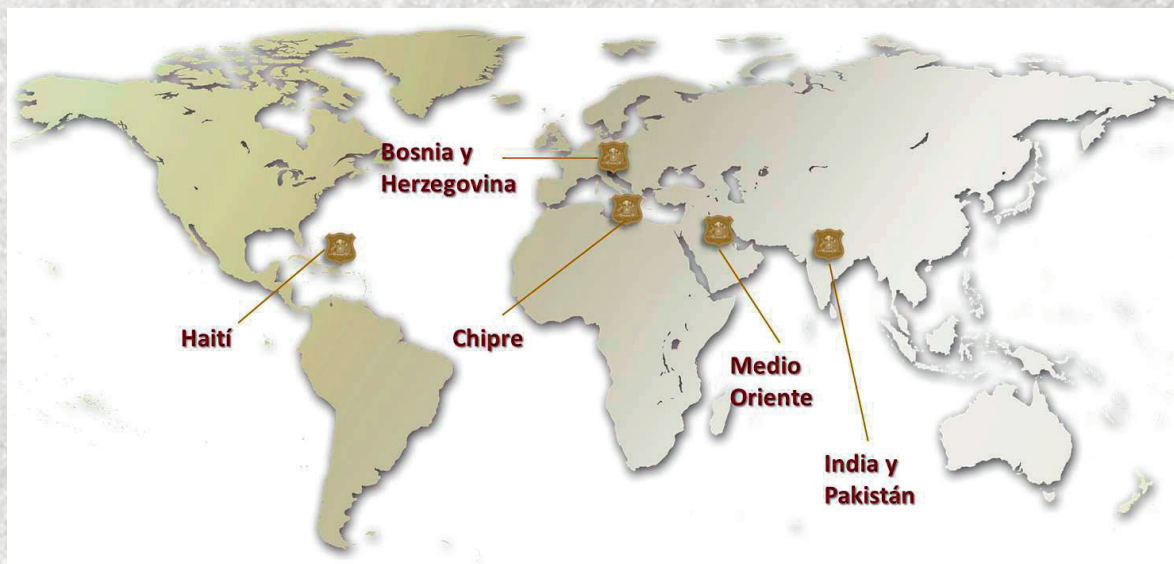 Bosnia y
Herzegovina
Haití
Chipre
Medio
Oriente
India y
Pakistán